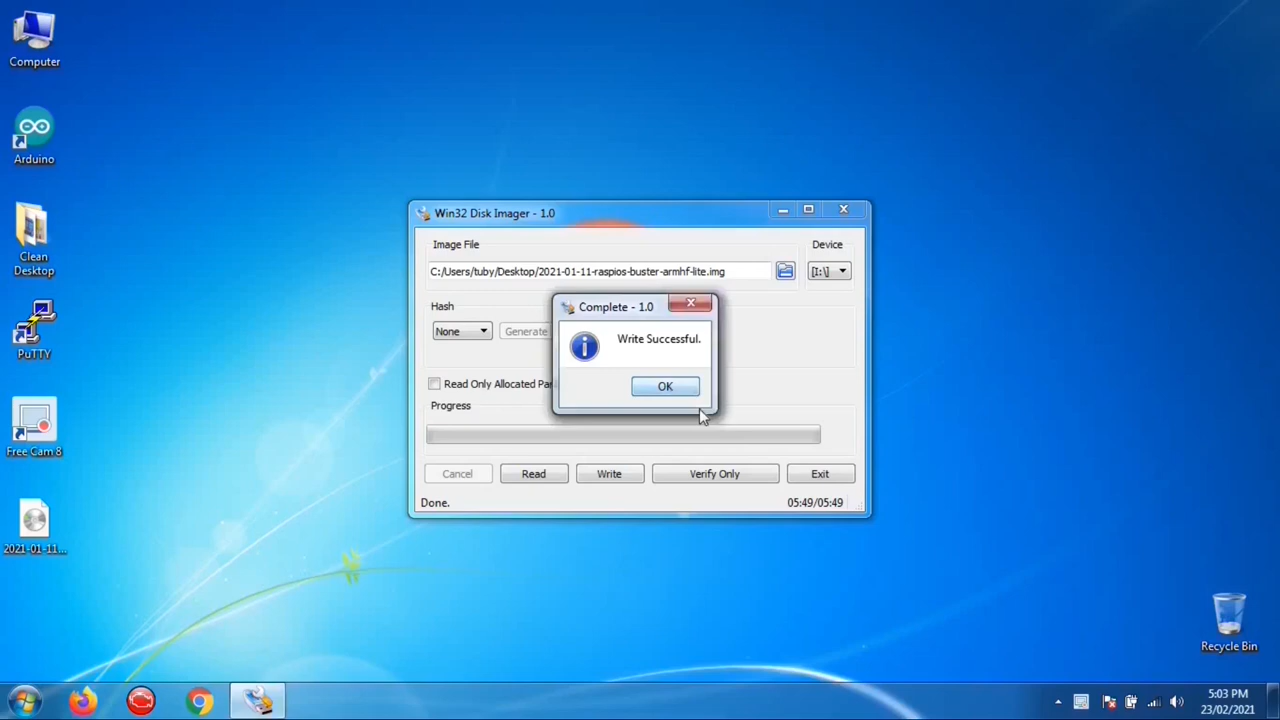 Computer
Arduino
Clean
Desktop
PuTTY
Free Cam 8
2021-01-11...
Win32 Disk Imager - 1.0
Image File
Device
C:/Users/tuby/Desktop/2021-01-11-raspios-buster-armhf-lite.img
[I:\]
Hash
None
Generate
Complete - 1.0
Write Successful.
OK
Read Only Allocated Par
Progress
Cancel
Read
Write
Verify Only
Exit
Done.
05:49/05:49
Recycle Bin
5:03 PM
23/02/2021